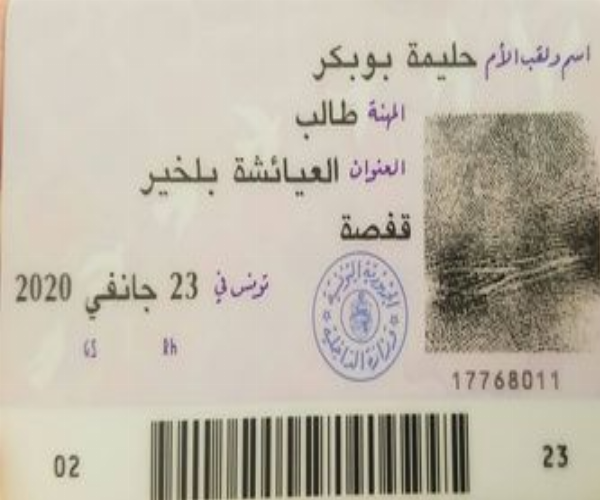 اسم ولقب الأم حليمة بوبكر
المهنة طالب
العنوان العيائشة بلخير
قفصة
تونس في 23 جانفي 2020
GS Rh
الجمهورية التونسية
وزارة الداخلية
17768011
02 23